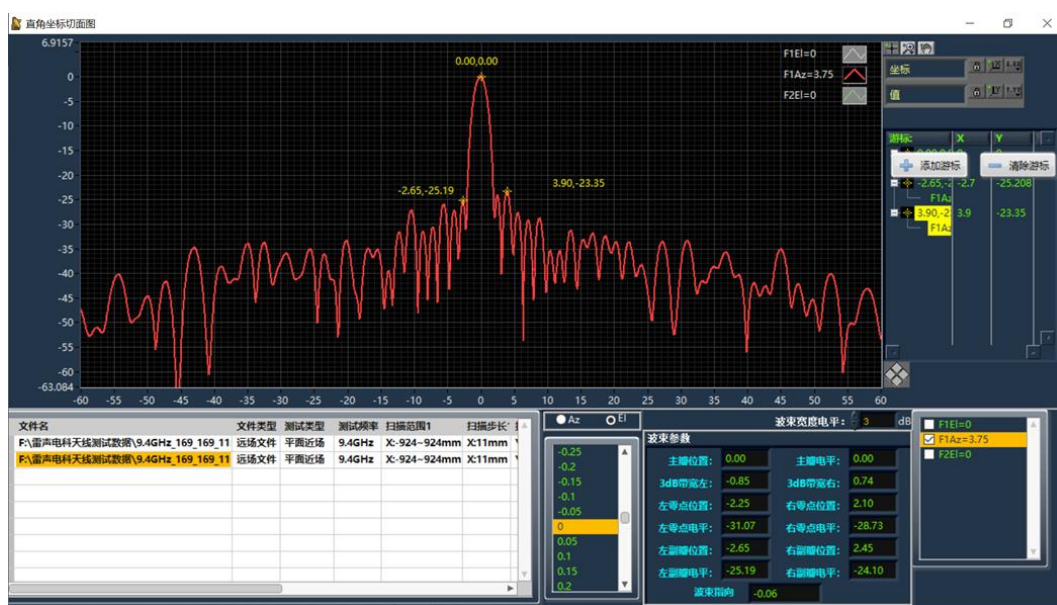 直角坐标切面图
6.9157
0
-5
-10
-15
-20
-25
-30
-35
-40
-45
-50
-55
-60
-63.084
-60 -55 -50 -45 -40 -35 -30 -25 -20 -15 -10 -5 0 5 10 15 20 25 30 35 40 45 50 55 60
0.00,0.00
-2.65,-25.19
3.90,-23.35
F1El=0
F1Az=3.75
F2El=0
坐标
值
游标: X Y
添加游标 清除游标
-2.65,-2 -2.7 -25.208
F1A
3.90,-2 3.9 -23.35
F1A
文件名 文件类型 测试类型 测试频率 扫描范围1 扫描步长
F:\雷声电科天线测试数据\9.4GHz_169_169_11 远场文件 平面近场 9.4GHz X:-924~924mm X:11mm
F:\雷声电科天线测试数据\9.4GHz_169_169_11 远场文件 平面近场 9.4GHz X:-924~924mm X:11mm
Az El
-0.25
-0.2
-0.15
-0.1
-0.05
0
0.05
0.1
0.15
0.2
波束宽度电平: 3 dB
波束参数
主瓣位置: 0.00 主瓣电平: 0.00
3dB带宽左: -0.85 3dB带宽右: 0.74
左零点位置: -2.25 右零点位置: 2.10
左零点电平: -31.07 右零点电平: -28.73
左副瓣位置: -2.65 右副瓣位置: 2.45
左副瓣电平: -25.19 右副瓣电平: -24.10
波束指向 -0.06
F1El=0
F1Az=3.75
F2El=0